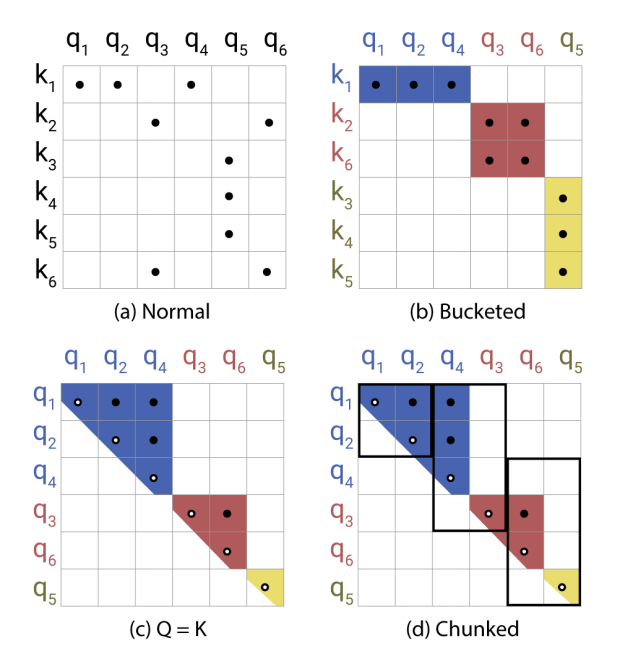 q1 q2 q3 q4 q5 q6
k1
k2
k3
k4
k5
k6
(a) Normal
q1 q2 q4 q3 q6 q5
k1
k2
k6
k3
k4
k5
(b) Bucketed
q1 q2 q4 q3 q6 q5
q1
q2
q4
q3
q6
q5
(c) Q = K
q1 q2 q4 q3 q6 q5
q1
q2
q4
q3
q6
q5
(d) Chunked